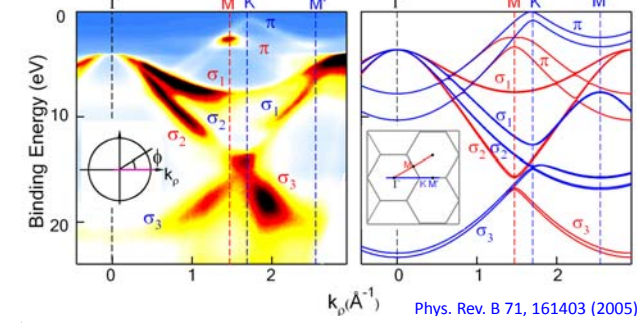 M K M'
M K M'
0
π
π
π
π
σ₁
σ₁
σ₁
10
σ₂
σ₂
σ₁
σ₂ σ₂
Binding Energy (eV)
ϕ
kρ
M
Γ K M'
σ₃
σ₃
20
σ₃
σ₃
0 1 2
0 1 2
kρ(Å⁻¹)
Phys. Rev. B 71, 161403 (2005)